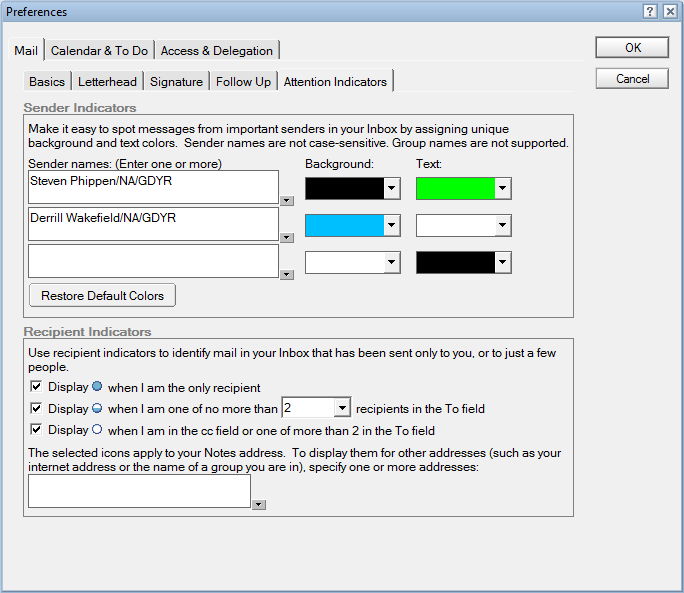 Preferences
Mail
Calendar & To Do
Access & Delegation
OK
Cancel
Basics
Letterhead
Signature
Follow Up
Attention Indicators
Sender Indicators
Make it easy to spot messages from important senders in your Inbox by assigning unique
background and text colors. Sender names are not case-sensitive. Group names are not supported.
Sender names: (Enter one or more)
Background:
Text:
Steven Phippen/NA/GDYR
Derrill Wakefield/NA/GDYR
Restore Default Colors
Recipient Indicators
Use recipient indicators to identify mail in your Inbox that has been sent only to you, or to just a few
people.
Display when I am the only recipient
Display when I am one of no more than 2 recipients in the To field
Display when I am in the cc field or one of more than 2 in the To field
The selected icons apply to your Notes address. To display them for other addresses (such as your
internet address or the name of a group you are in), specify one or more addresses: